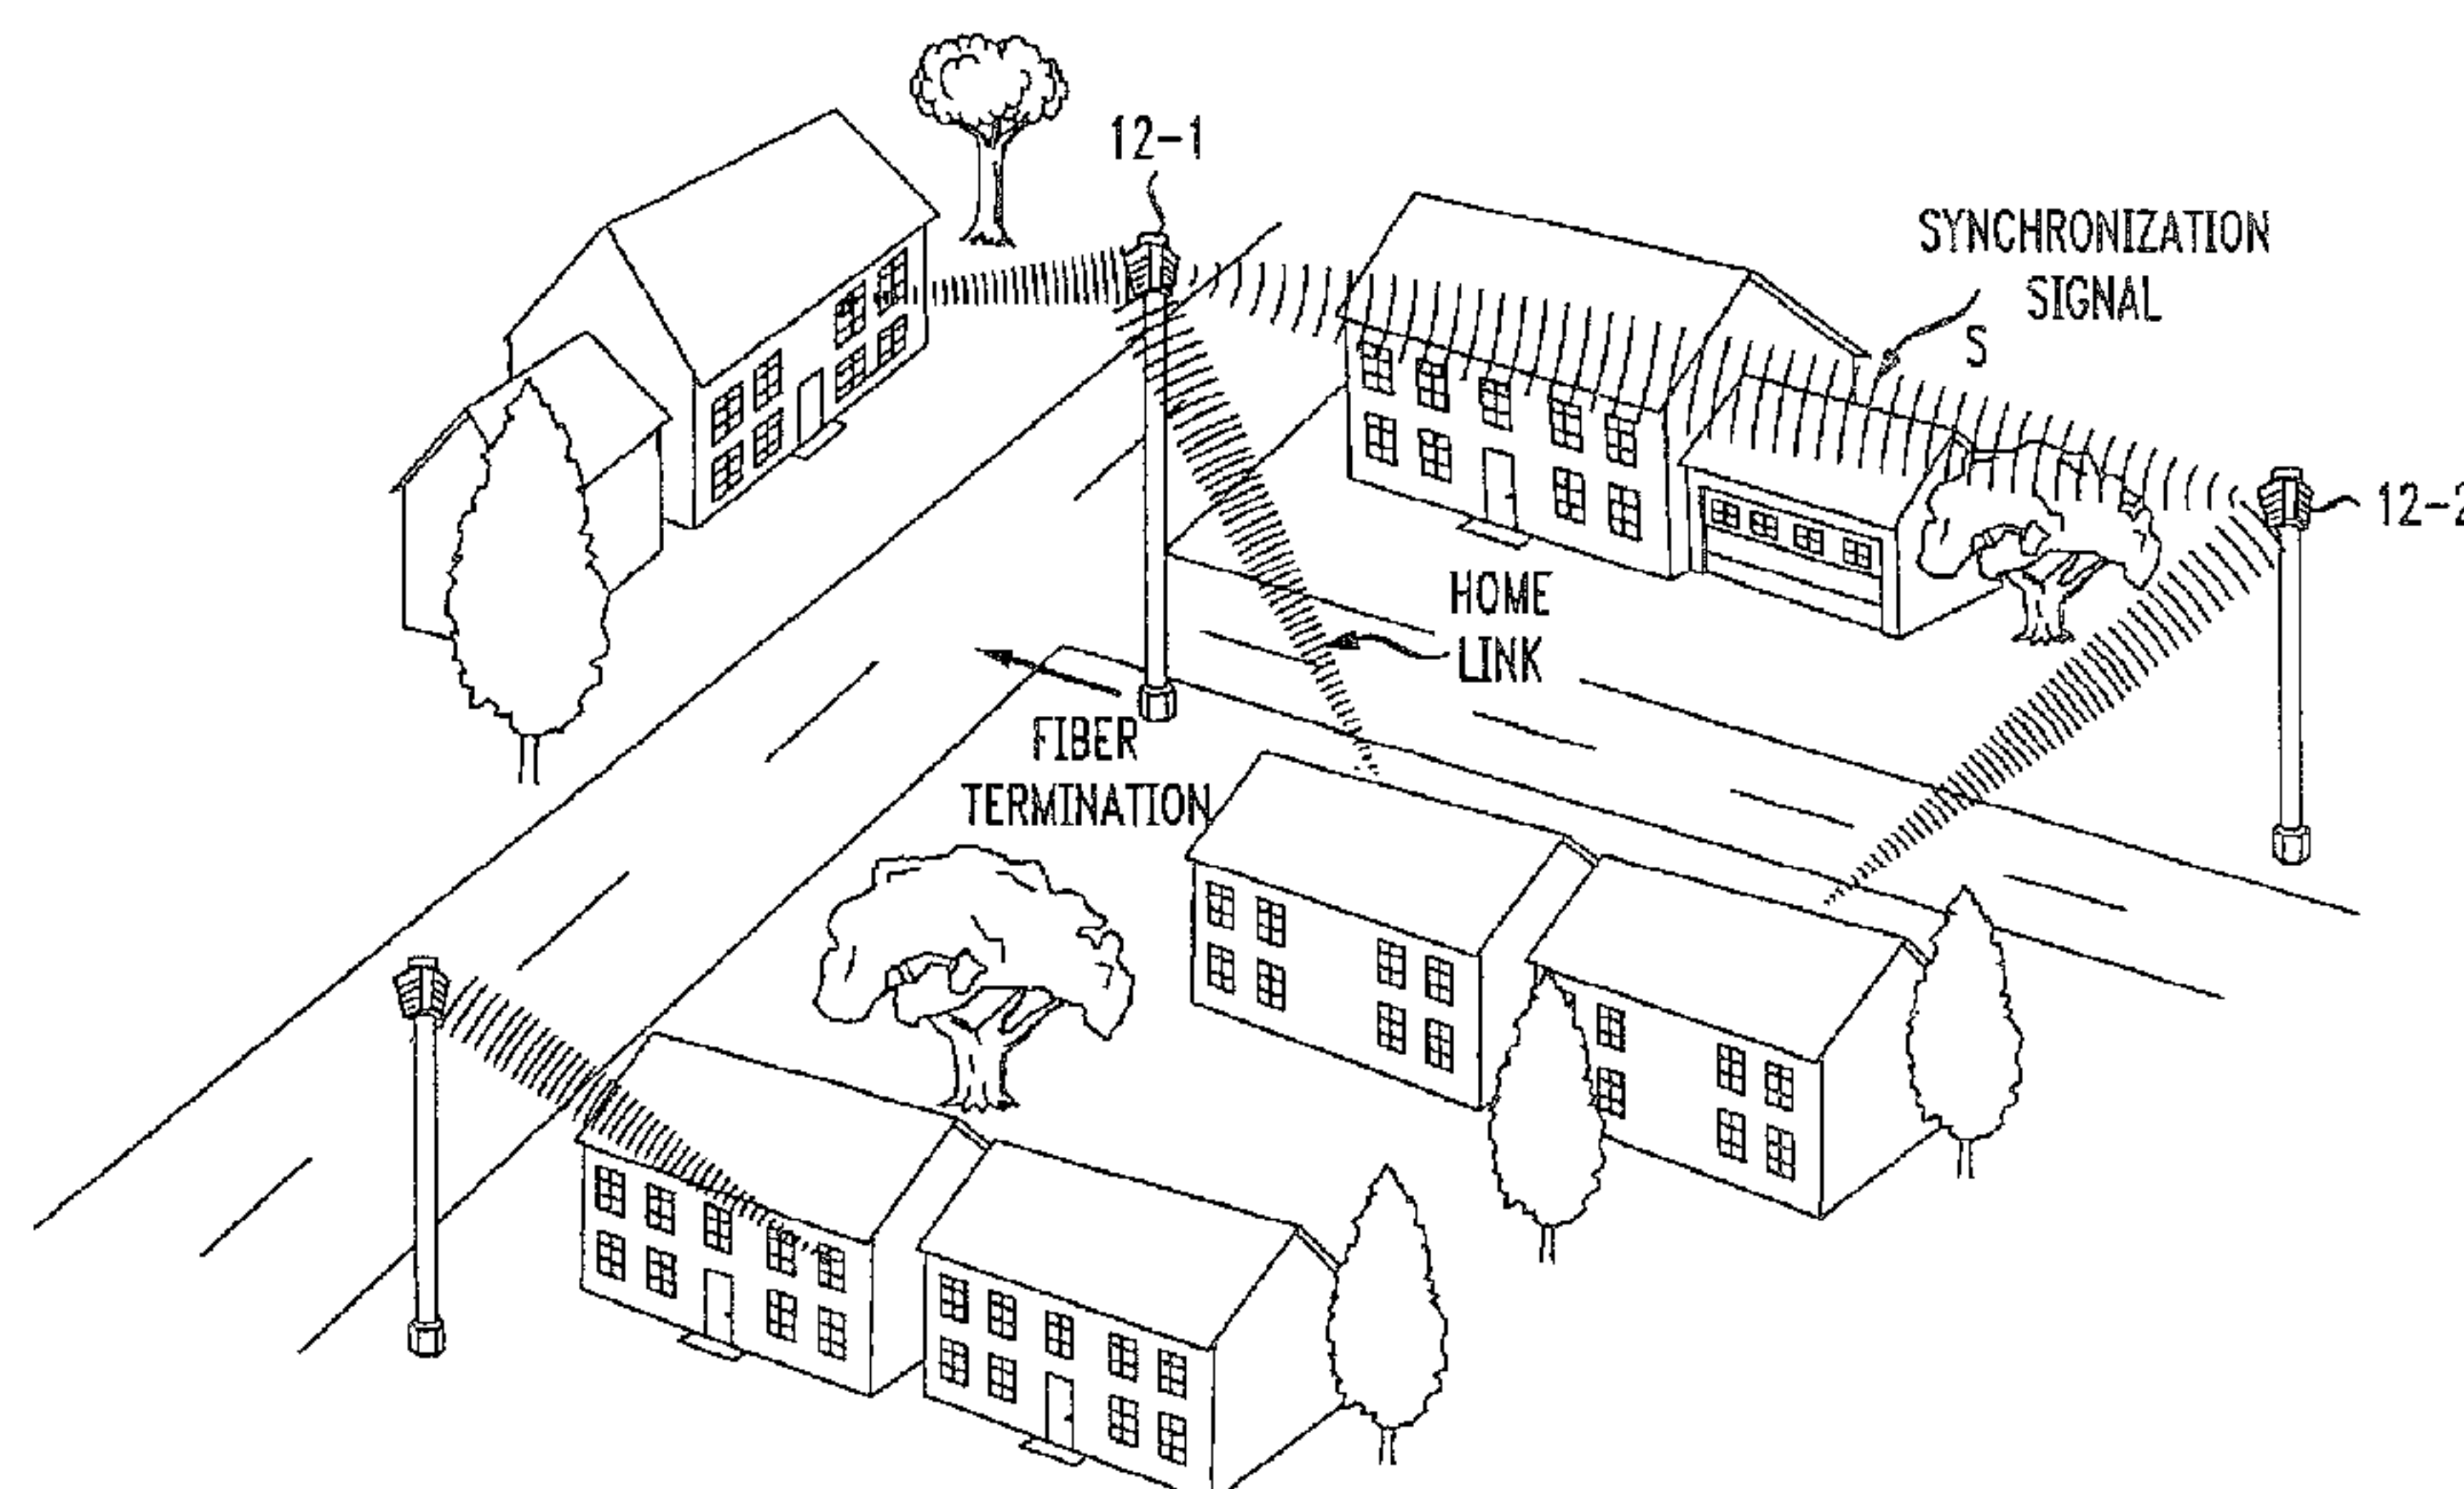 12-1
SYNCHRONIZATION
SIGNAL
S
12-2
HOME
LINK
FIBER
TERMINATION